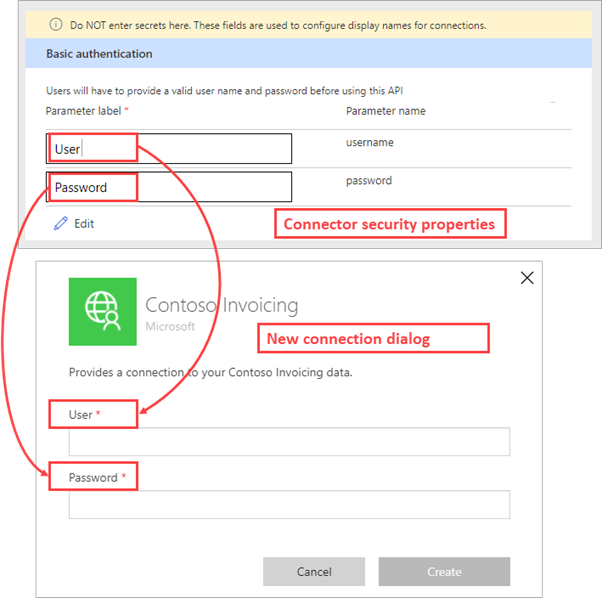 Do NOT enter secrets here. These fields are used to configure display names for connections.
Basic authentication
Users will have to provide a valid user name and password before using this API
Parameter label * Parameter name
User username
Password password
Edit
Connector security properties
Contoso Invoicing
Microsoft
New connection dialog
Provides a connection to your Contoso Invoicing data.
User *
Password *
Cancel Create